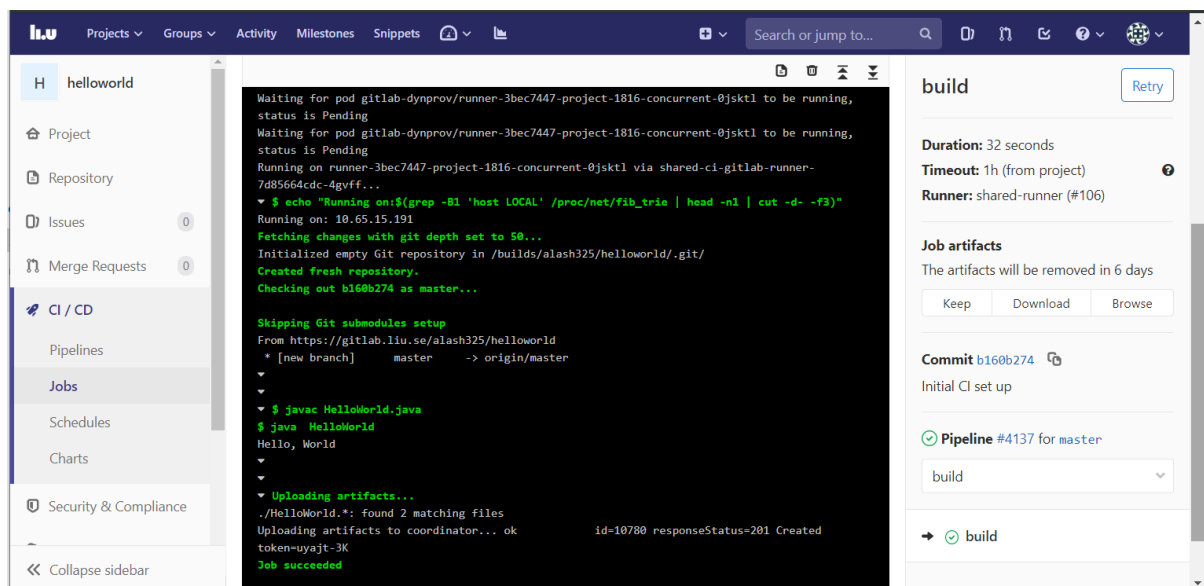 li.u
Projects
Groups
Activity
Milestones
Snippets
Search or jump to...
H
helloworld
Project
Repository
Issues
0
Merge Requests
0
CI / CD
Pipelines
Jobs
Schedules
Charts
Security & Compliance
Collapse sidebar
Waiting for pod gitlab-dynprov/runner-3bec7447-project-1816-concurrent-0jsktl to be running,
status is Pending
Waiting for pod gitlab-dynprov/runner-3bec7447-project-1816-concurrent-0jsktl to be running,
status is Pending
Running on runner-3bec7447-project-1816-concurrent-0jsktl via shared-ci-gitlab-runner-
7d85664cdc-4gvff...
$ echo "Running on:$(grep -B1 'host LOCAL' /proc/net/fib_trie | head -n1 | cut -d- -f3)"
Running on: 10.65.15.191
Fetching changes with git depth set to 50...
Initialized empty Git repository in /builds/alash325/helloworld/.git/
Created fresh repository.
Checking out b160b274 as master...
Skipping Git submodules setup
From https://gitlab.liu.se/alash325/helloworld
* [new branch] master -> origin/master
$ javac HelloWorld.java
$ java HelloWorld
Hello, World
Uploading artifacts...
./HelloWorld.*: found 2 matching files
Uploading artifacts to coordinator... ok id=10780 responseStatus=201 Created
token=uyajt-3K
Job succeeded
build
Retry
Duration: 32 seconds
Timeout: 1h (from project)
Runner: shared-runner (#106)
Job artifacts
The artifacts will be removed in 6 days
Keep
Download
Browse
Commit b160b274
Initial CI set up
Pipeline #4137 for master
build
build